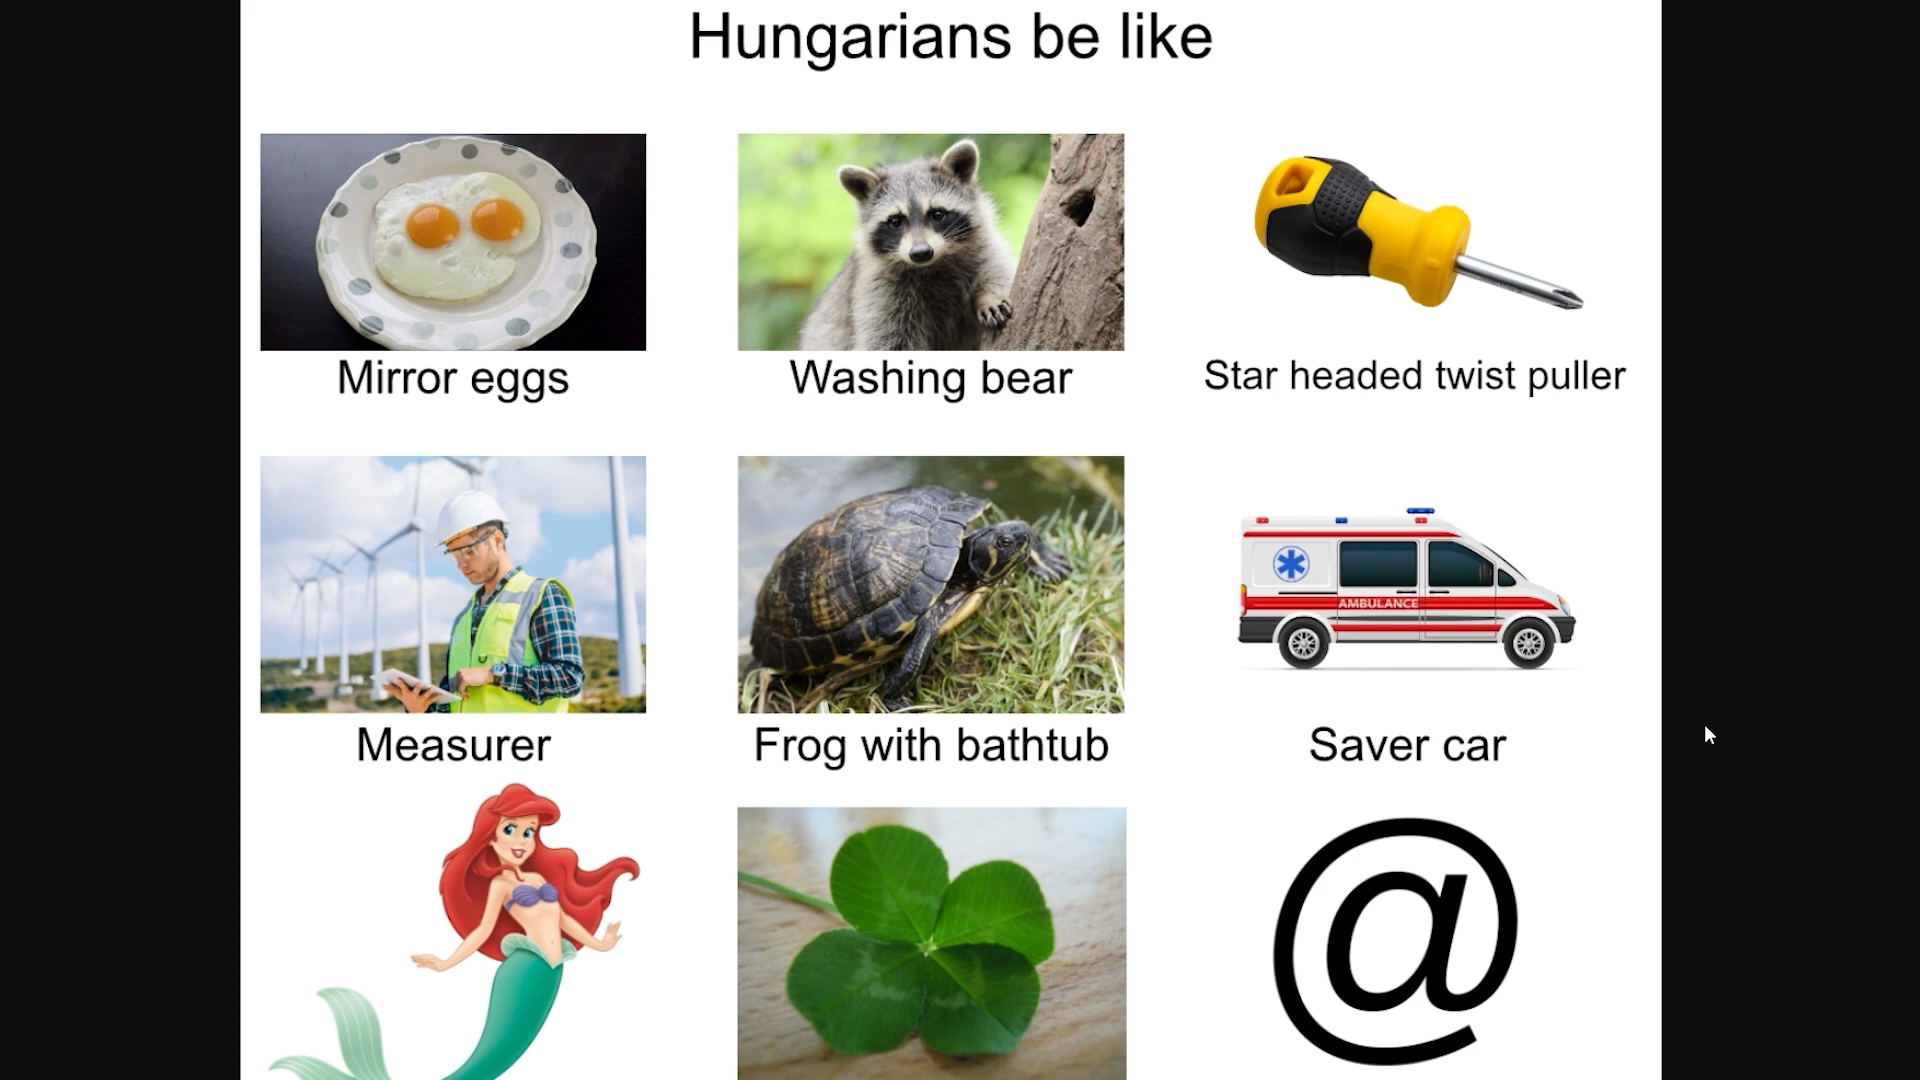 Hungarians be like
Mirror eggs
Washing bear
Star headed twist puller
AMBULANCE
Measurer
Frog with bathtub
Saver car
@